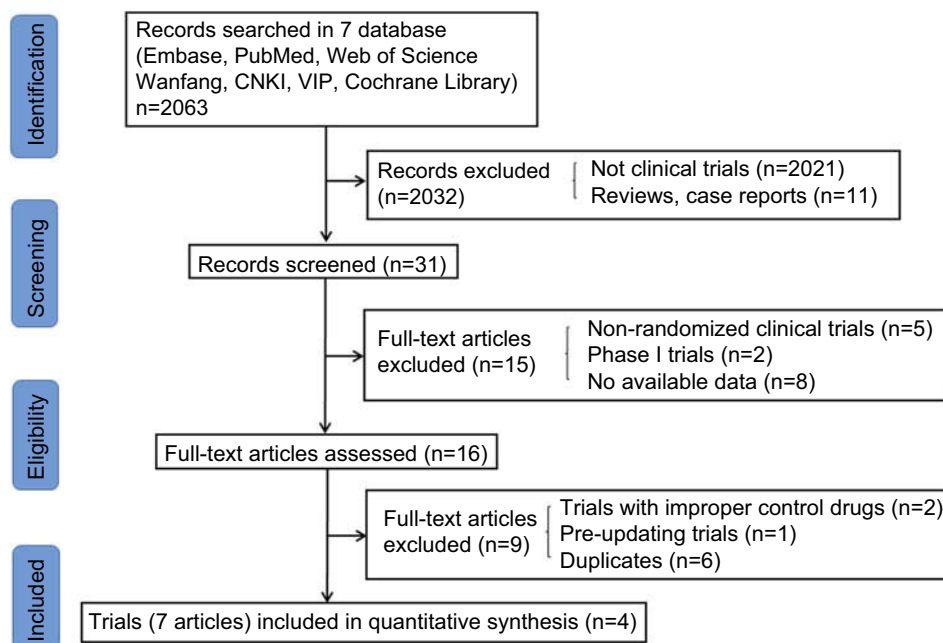 Identification
Records searched in 7 database
(Embase, PubMed, Web of Science
Wanfang, CNKI, VIP, Cochrane Library)
n=2063
Records excluded
(n=2032)
Not clinical trials (n=2021)
Reviews, case reports (n=11)
Screening
Records screened (n=31)
Full-text articles
excluded (n=15)
Non-randomized clinical trials (n=5)
Phase I trials (n=2)
No available data (n=8)
Eligibility
Full-text articles assessed (n=16)
Full-text articles
excluded (n=9)
Trials with improper control drugs (n=2)
Pre-updating trials (n=1)
Duplicates (n=6)
Included
Trials (7 articles) included in quantitative synthesis (n=4)